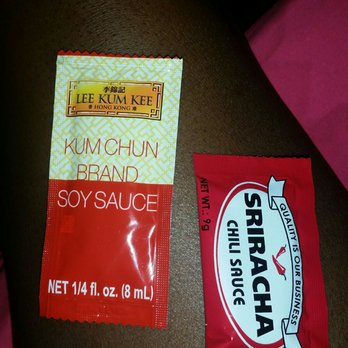 李錦記
LEE KUM KEE
HONG KONG
KUM CHUN
BRAND
SOY SAUCE
NET 1/4 fl. oz. (8 mL)
NET WT: 9g
SRIRACHA
CHILI SAUCE
QUALITY IS OUR BUSINESS